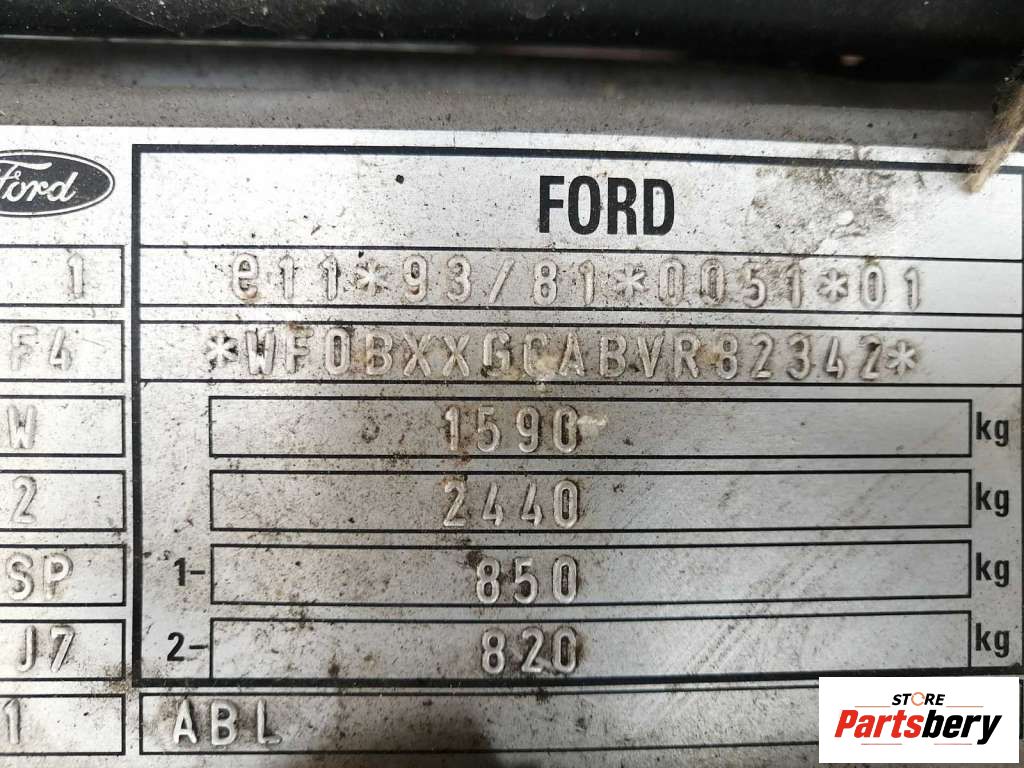 Ford
FORD
1 e11*93/81*0051*01
F4 *WF0BXXGCABVR82342*
W 1590 kg
2 2440 kg
SP 1- 850 kg
J7 2- 820 kg
1 ABL
STORE
Partsbery